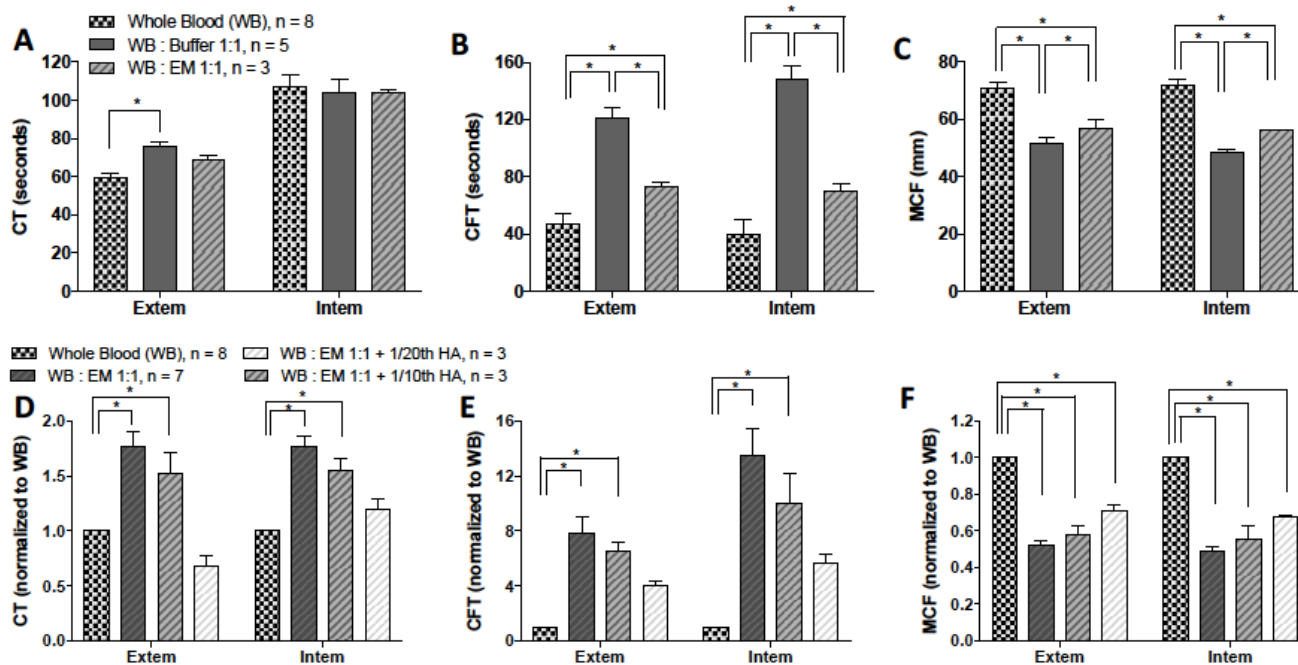 Whole Blood (WB), n = 8
WB : Buffer 1:1, n = 5
WB : EM 1:1, n = 3
A
CT (seconds)
120
100
80
60
40
20
0
*
Extem
Intem
B
CFT (seconds)
160
120
80
40
0
*
*
*
*
*
*
Extem
Intem
C
MCF (mm)
80
60
40
20
0
*
*
*
*
*
*
Extem
Intem
Whole Blood (WB), n = 8
WB : EM 1:1 + 1/20th HA, n = 3
WB : EM 1:1, n = 7
WB : EM 1:1 + 1/10th HA, n = 3
D
CT (normalized to WB)
2.0
1.5
1.0
0.5
0.0
*
*
*
*
Extem
Intem
E
CFT (normalized to WB)
16
12
8
4
0
*
*
*
*
Extem
Intem
F
MCF (normalized to WB)
1.2
1.0
0.8
0.6
0.4
0.2
0.0
*
*
*
*
*
*
Extem
Intem